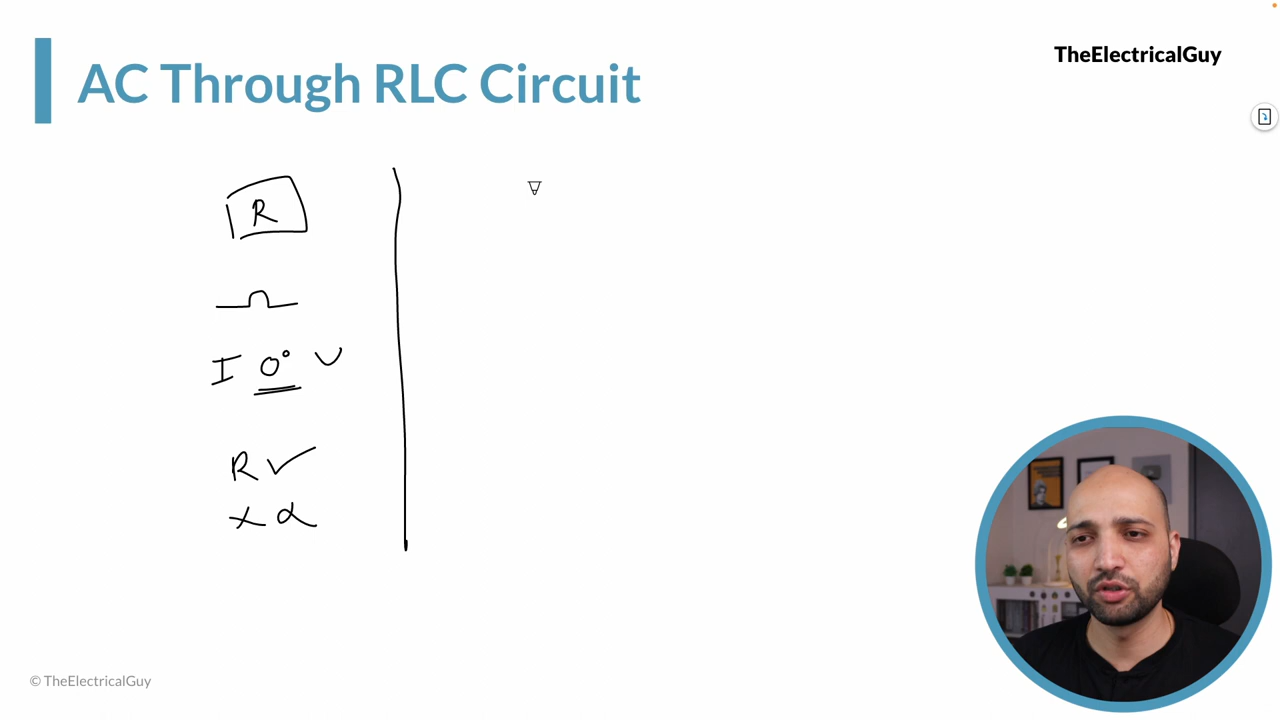 AC Through RLC Circuit
TheElectricalGuy
R
I 0° V
R ✓
© TheElectricalGuy